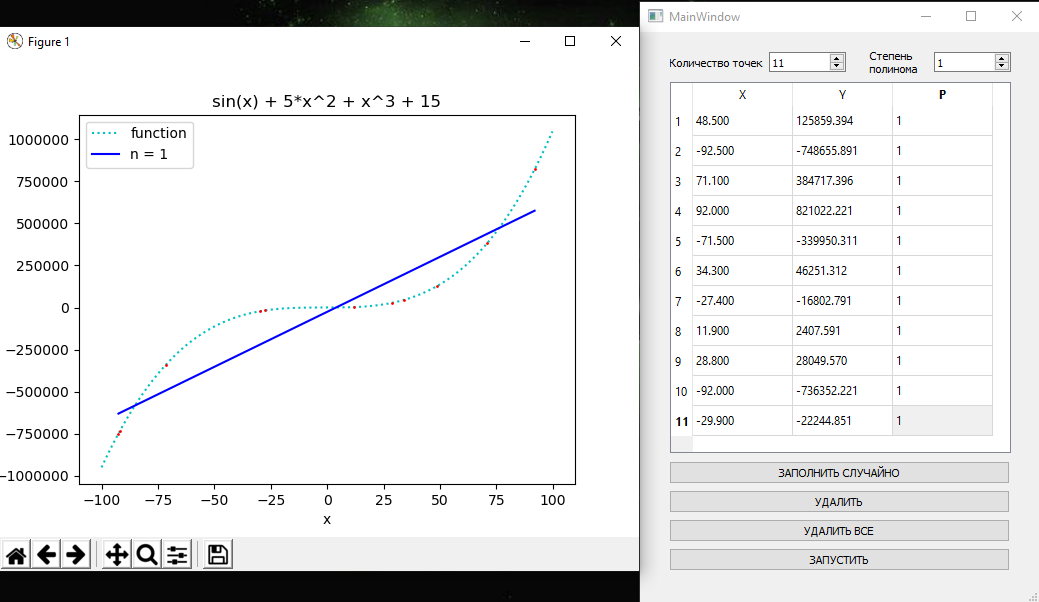 Figure 1
sin(x) + 5*x^2 + x^3 + 15
function
n = 1
1000000
750000
500000
250000
0
−250000
−500000
−750000
−1000000
−100 −75 −50 −25 0 25 50 75 100
x
MainWindow
Количество точек 11
Степень полинома 1
X Y P
1 48.500 125859.394 1
2 -92.500 -748655.891 1
3 71.100 384717.396 1
4 92.000 821022.221 1
5 -71.500 -339950.311 1
6 34.300 46251.312 1
7 -27.400 -16802.791 1
8 11.900 2407.591 1
9 28.800 28049.570 1
10 -92.000 -736352.221 1
11 -29.900 -22244.851 1
ЗАПОЛНИТЬ СЛУЧАЙНО
УДАЛИТЬ
УДАЛИТЬ ВСЕ
ЗАПУСТИТЬ